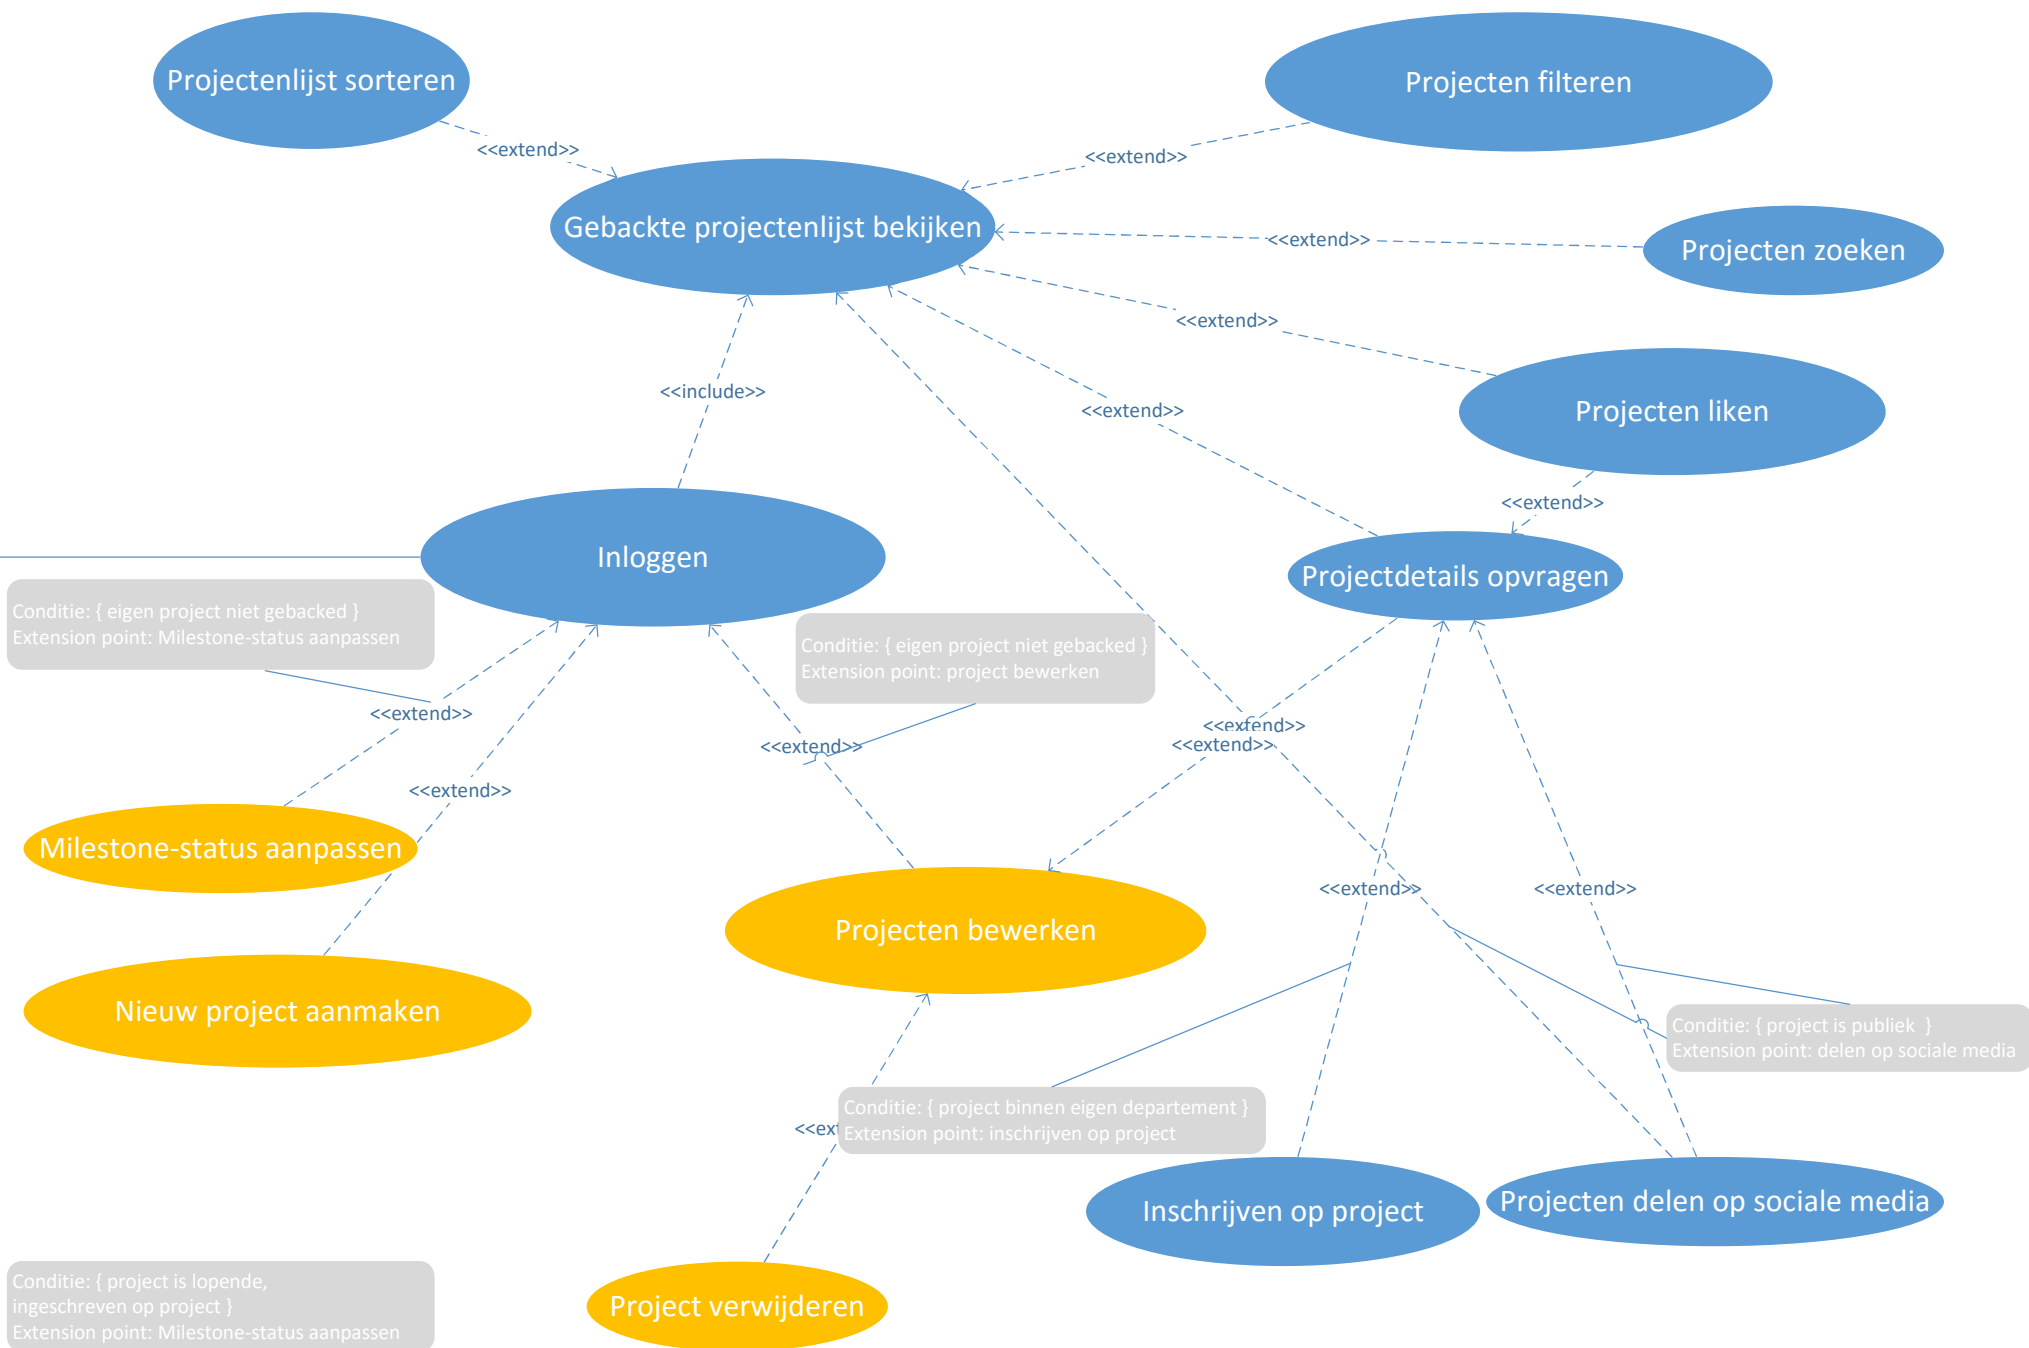 Projectenlijst sorteren
Projecten filteren
<<extend>>
<<extend>>
Gebackte projectenlijst bekijken
<<extend>>
Projecten zoeken
<<extend>>
<<include>>
<<extend>>
Projecten liken
<<extend>>
Inloggen
Projectdetails opvragen
Conditie: { eigen project niet gebacked }
Extension point: Milestone-status aanpassen
Conditie: { eigen project niet gebacked }
Extension point: project bewerken
<<extend>>
<<extend>>
<<extend>>
<<extend>>
<<extend>>
Milestone-status aanpassen
<<extend>>
<<extend>>
Projecten bewerken
Nieuw project aanmaken
Conditie: { project is publiek  }
Extension point: delen op sociale media
<<ext
Conditie: { project binnen eigen departement }
Extension point: inschrijven op project
Inschrijven op project
Projecten delen op sociale media
Conditie: { project is lopende,
ingeschreven op project }
Extension point: Milestone-status aanpassen
Project verwijderen